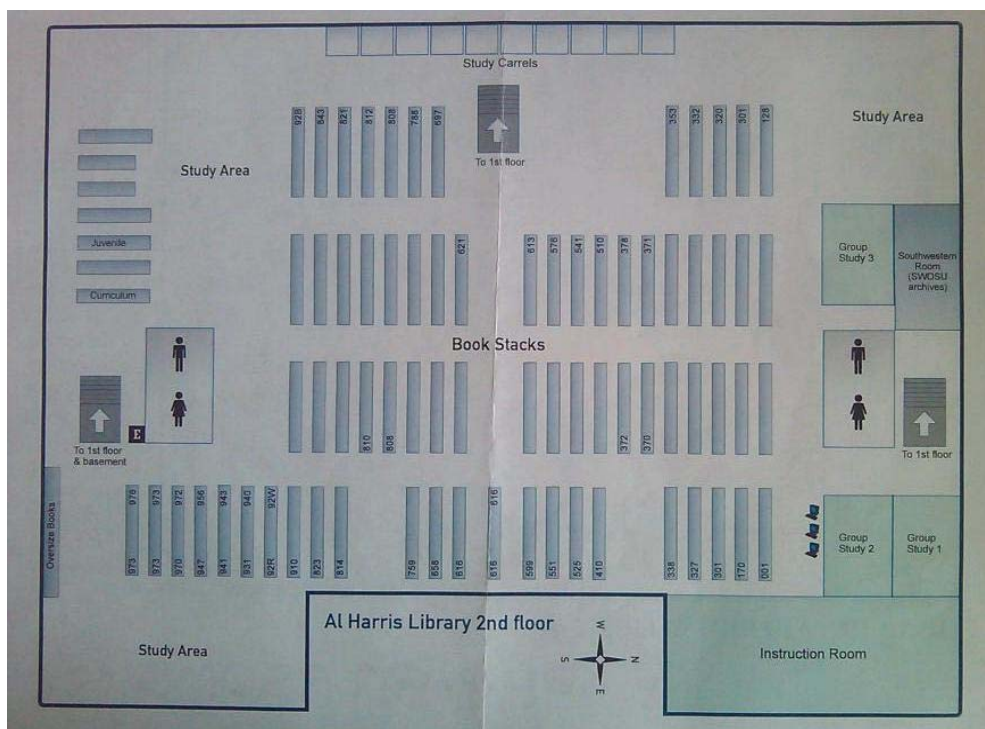 Study Carrels
To 1st floor
Study Area
Study Area
92B 843 821 812 808 788 697
353 332 320 301 128
Juvenile
Curriculum
621 613 576 541 510 378 371
Group
Study 3
Southwestern
Room
(SWOSU
archives)
Book Stacks
810 808 372 370
E
To 1st floor
& basement
To 1st floor
Oversize Books
978 973 972 956 943 940 92W 616
973 973 970 947 941 931 92R 910 823 814 759 658 616 616 599 551 525 410 338 327 301 170 001
Group
Study 2
Group
Study 1
Study Area
Al Harris Library 2nd floor
W
S N
E
Instruction Room